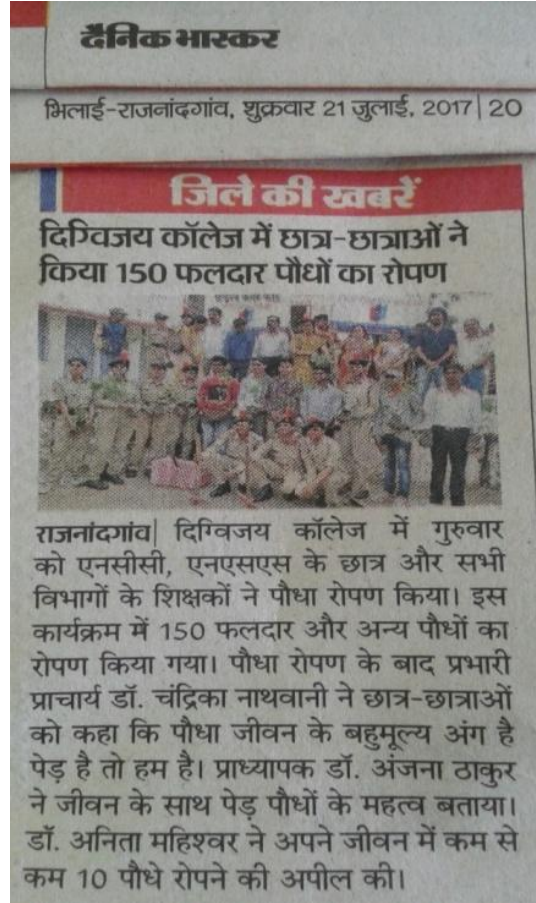 दैनिक भास्कर
भिलाई-राजनांदगांव, शुक्रवार 21 जुलाई, 2017 | 20
जिले की खबरें
दिग्विजय कॉलेज में छात्र-छात्राओं ने
किया 150 फलदार पौधों का रोपण
राजनांदगांव| दिग्विजय कॉलेज में गुरुवार
को एनसीसी, एनएसएस के छात्र और सभी
विभागों के शिक्षकों ने पौधा रोपण किया। इस
कार्यक्रम में 150 फलदार और अन्य पौधों का
रोपण किया गया। पौधा रोपण के बाद प्रभारी
प्राचार्य डॉ. चंद्रिका नाथवानी ने छात्र-छात्राओं
को कहा कि पौधा जीवन के बहुमूल्य अंग है
पेड़ है तो हम है। प्राध्यापक डॉ. अंजना ठाकुर
ने जीवन के साथ पेड़ पौधों के महत्व बताया।
डॉ. अनिता महिश्वर ने अपने जीवन में कम से
कम 10 पौधे रोपने की अपील की।